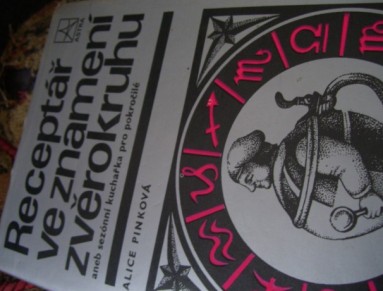 Receptář
ve znamení
zvěrokruhu
aneb sezónní kuchařka pro pokročilé
ALICE PINKOVÁ